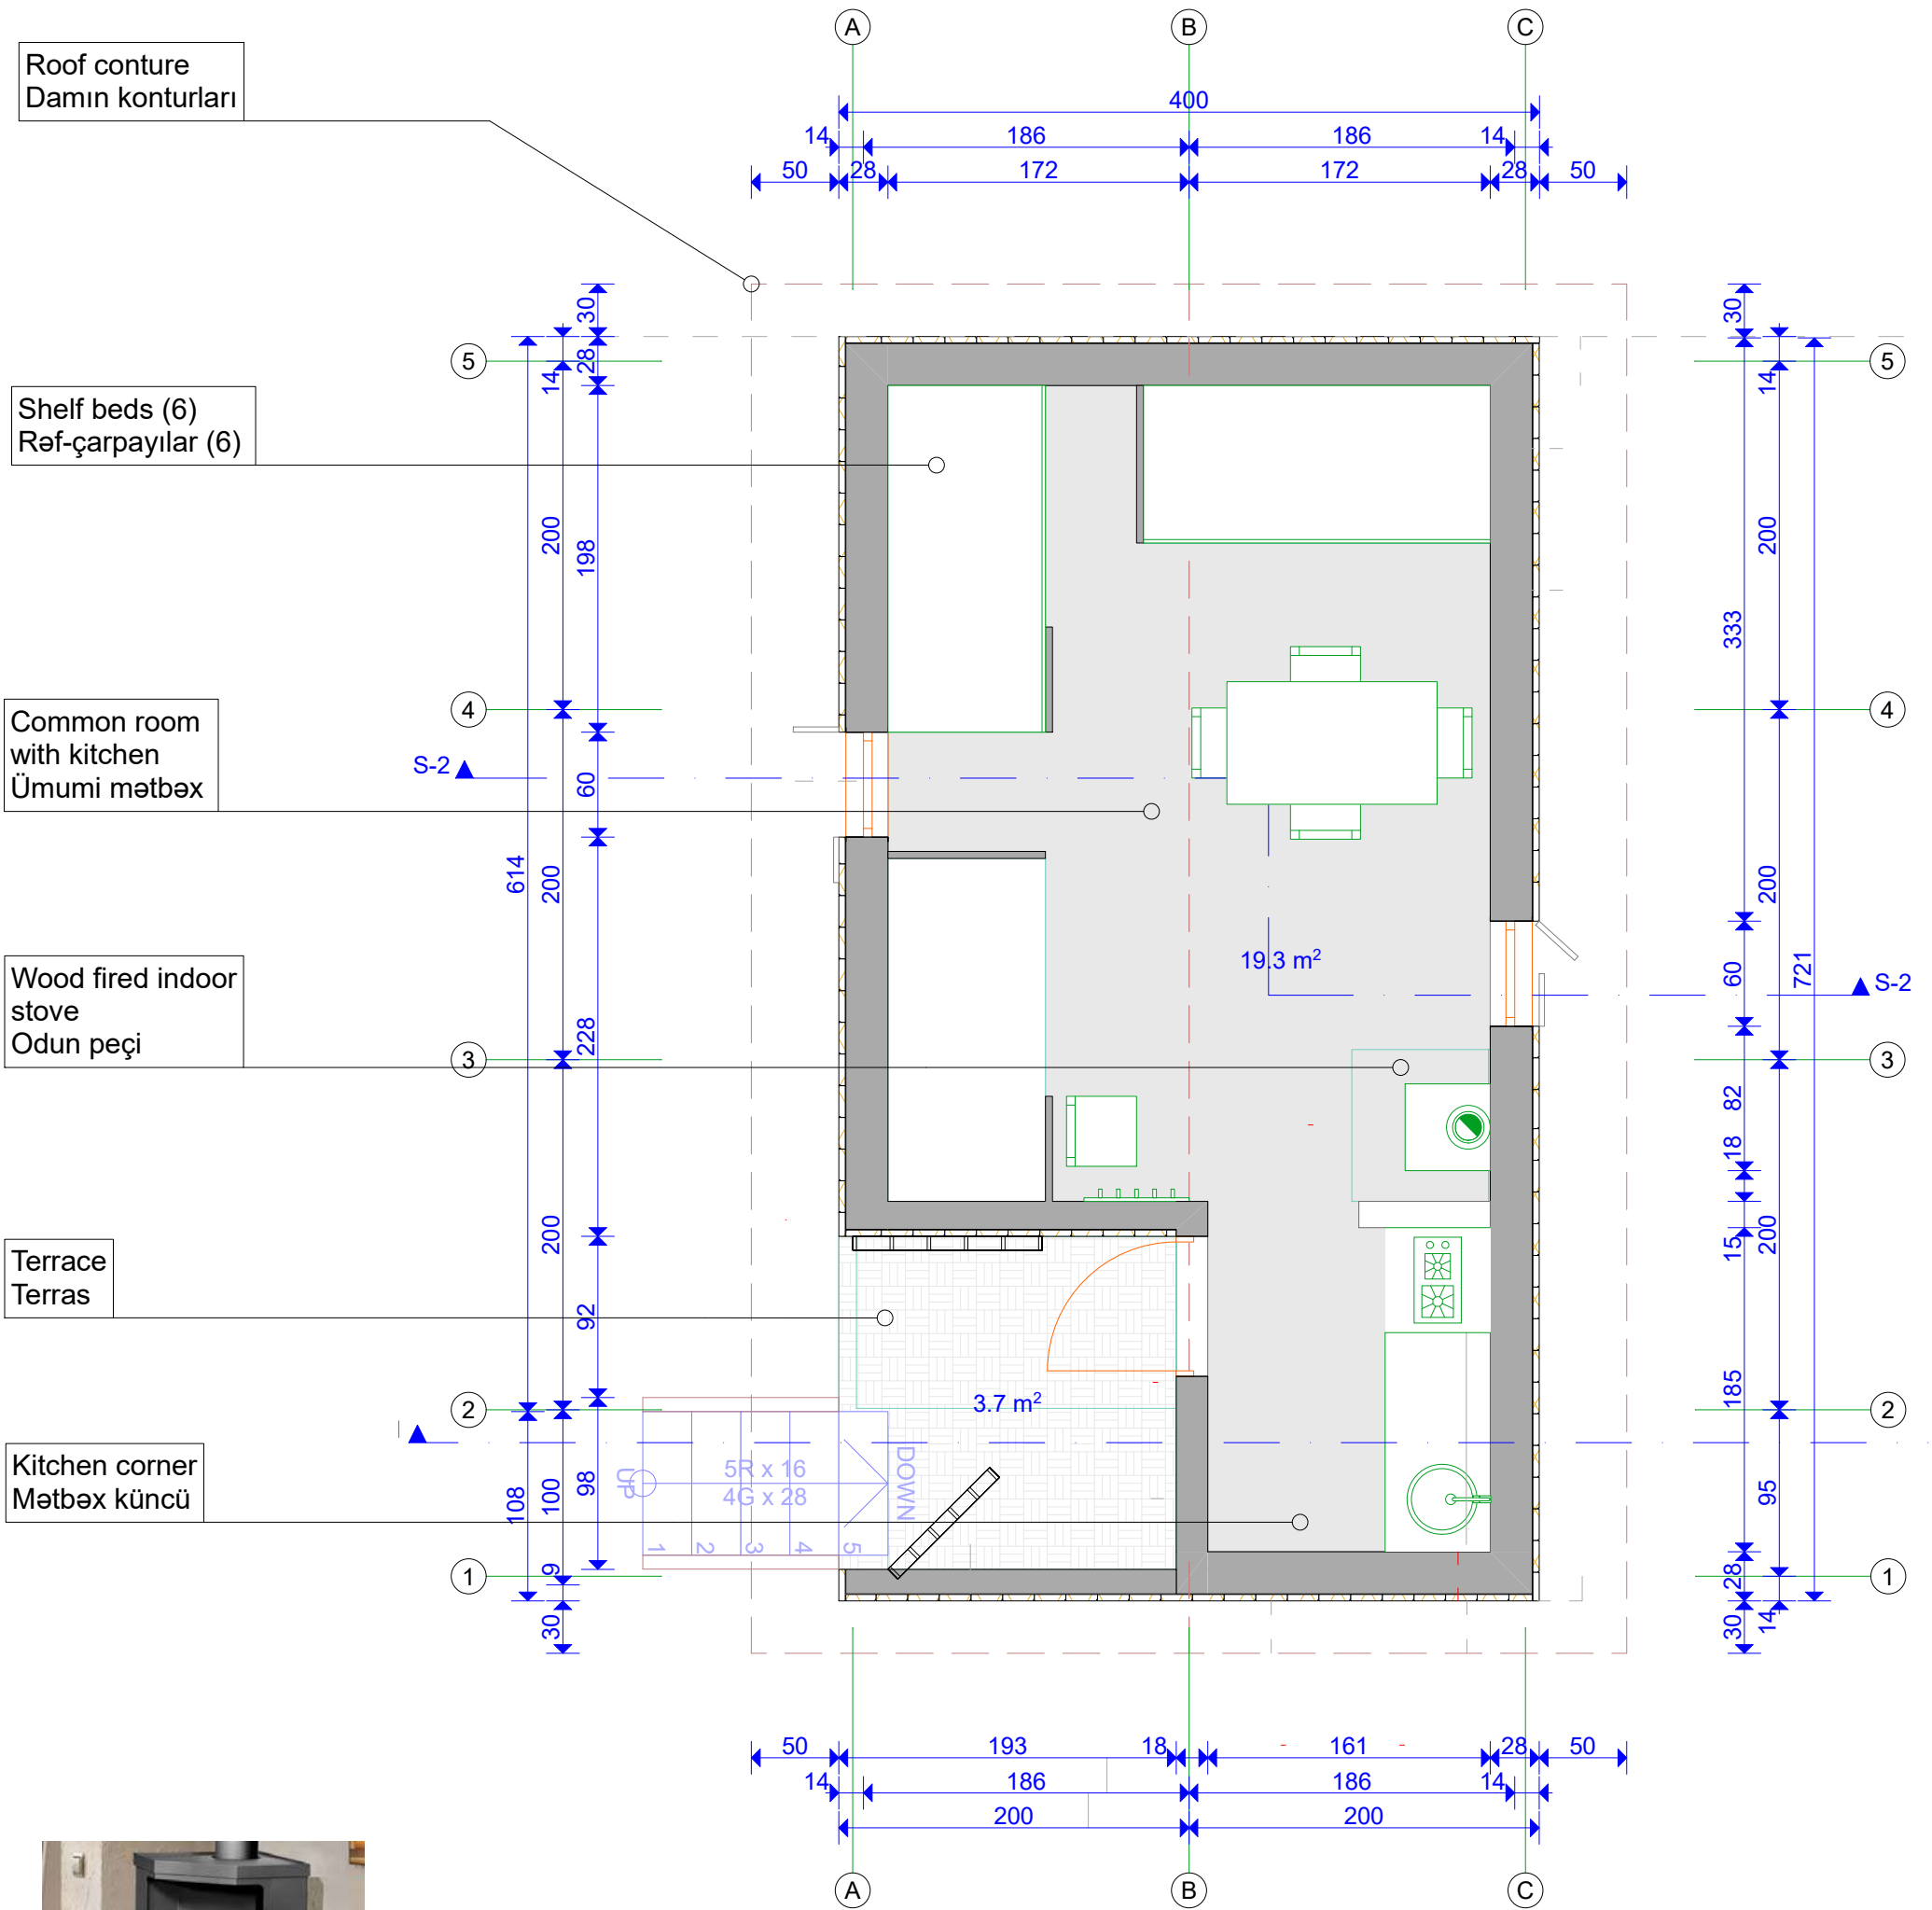 A
B
C
Roof conture
Damın konturları
400
14
186
186
14
50
28
172
172
28
50
30
30
5
14
28
14
5
Shelf beds (6)
Rəf-çarpayılar (6)
200
198
333
200
4
4
Common room
with kitchen
Ümumi mətbəx
S-2
60
614
200
200
19.3 m²
60
721
S-2
Wood fired indoor
stove
Odun peçi
228
3
3
82
18
200
15
200
Terrace
Terras
92
185
2
3.7 m²
2
Kitchen corner
Mətbəx küncü
108
100
98
UP
5R x 16
4G x 28
DOWN
1
2
3
4
5
95
1
9
28
1
30
30
14
50
193
18
161
28
50
14
186
186
14
200
200
A
B
C